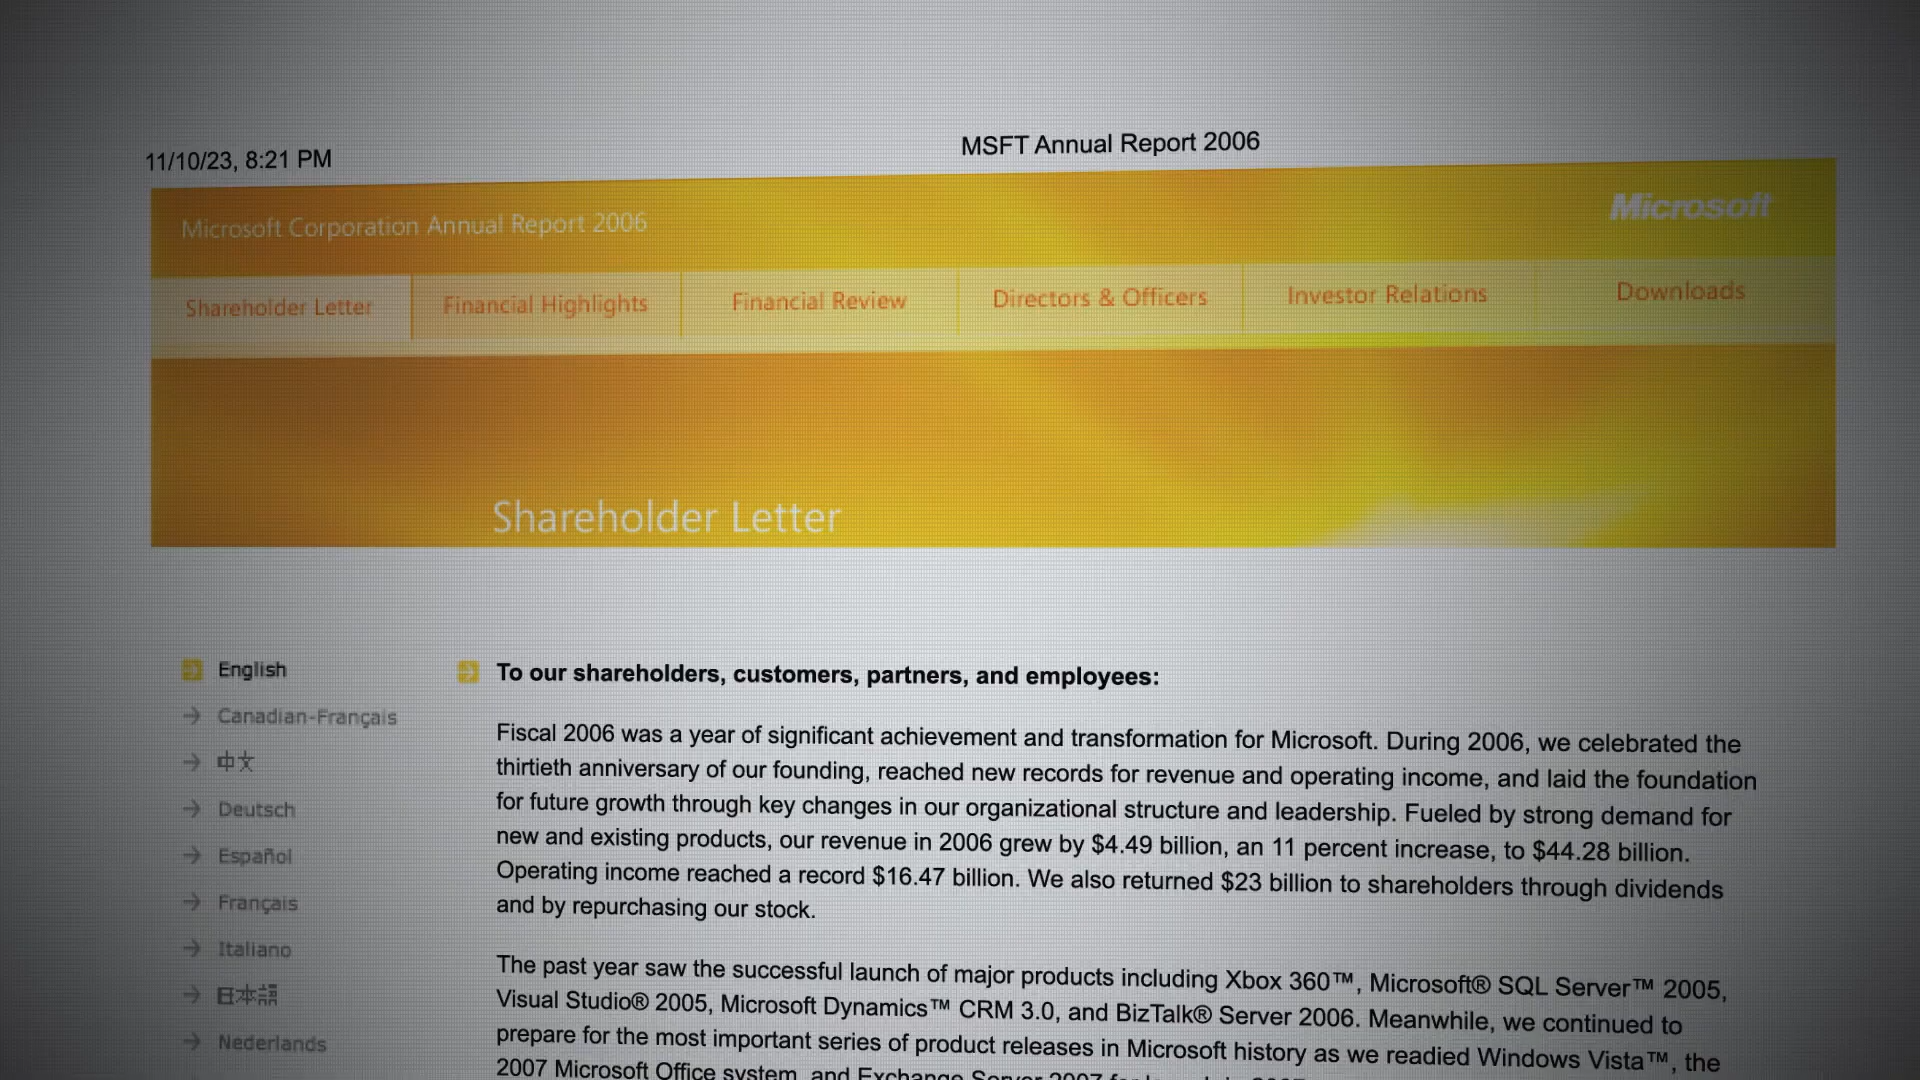 11/10/23, 8:21 PM
MSFT Annual Report 2006
Microsoft Corporation Annual Report 2006
Microsoft
Shareholder Letter
Financial Highlights
Financial Review
Directors & Officers
Investor Relations
Downloads
Shareholder Letter
English
Canadian-Français
中文
Deutsch
Español
Français
Italiano
日本語
Nederlands
To our shareholders, customers, partners, and employees:
Fiscal 2006 was a year of significant achievement and transformation for Microsoft. During 2006, we celebrated the
thirtieth anniversary of our founding, reached new records for revenue and operating income, and laid the foundation
for future growth through key changes in our organizational structure and leadership. Fueled by strong demand for
new and existing products, our revenue in 2006 grew by $4.49 billion, an 11 percent increase, to $44.28 billion.
Operating income reached a record $16.47 billion. We also returned $23 billion to shareholders through dividends
and by repurchasing our stock.
The past year saw the successful launch of major products including Xbox 360™, Microsoft® SQL Server™ 2005,
Visual Studio® 2005, Microsoft Dynamics™ CRM 3.0, and BizTalk® Server 2006. Meanwhile, we continued to
prepare for the most important series of product releases in Microsoft history as we readied Windows Vista™, the
2007 Microsoft Office system, and Exchange Server 2007